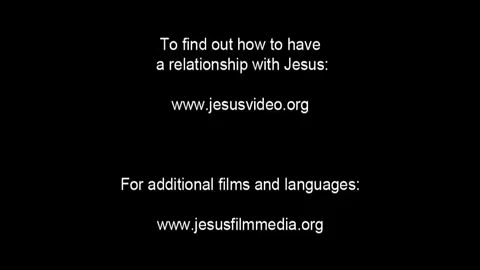 To find out how to have
a relationship with Jesus:
www.jesusvideo.org
For additional films and languages:
www.jesusfilmmedia.org